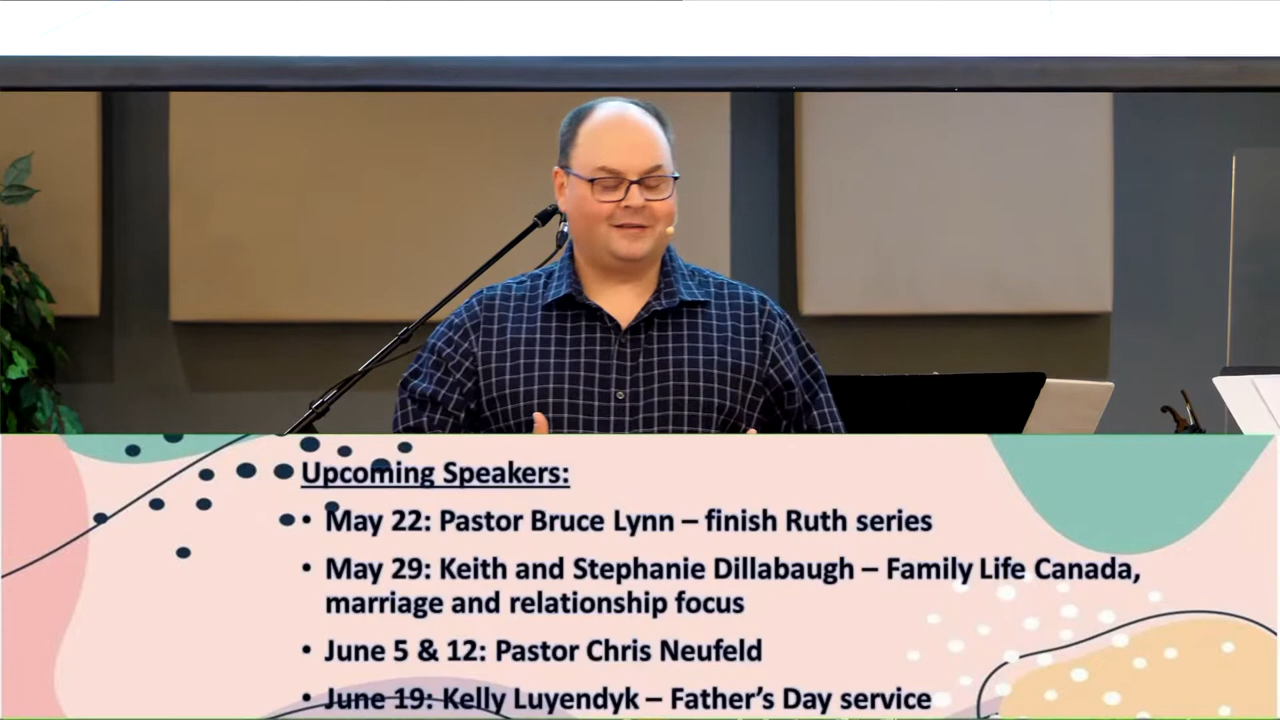 Upcoming Speakers:
• May 22: Pastor Bruce Lynn – finish Ruth series
• May 29: Keith and Stephanie Dillabaugh – Family Life Canada,
marriage and relationship focus
• June 5 & 12: Pastor Chris Neufeld
• June 19: Kelly Luyendyk – Father's Day service